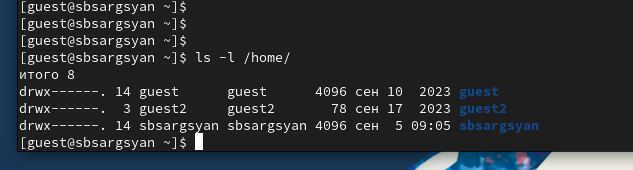 [guest@sbsargsyan ~]$
[guest@sbsargsyan ~]$
[guest@sbsargsyan ~]$
[guest@sbsargsyan ~]$ ls -l /home/
итого 8
drwx------. 14 guest      guest      4096 сен 10  2023 guest
drwx------.  3 guest2     guest2       78 сен 17  2023 guest2
drwx------. 14 sbsargsyan sbsargsyan 4096 сен  5 09:05 sbsargsyan
[guest@sbsargsyan ~]$